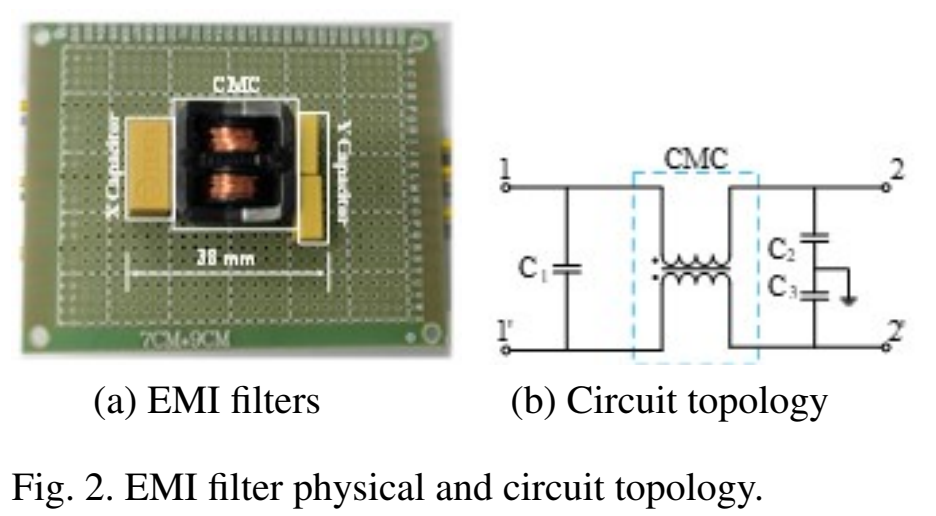 CMC
X Capacitor
Y Capacitor
38 mm
7CM*9CM
1
CMC
2
C₁
C₂
C₃
1'
2'
(a) EMI filters
(b) Circuit topology
Fig. 2. EMI filter physical and circuit topology.